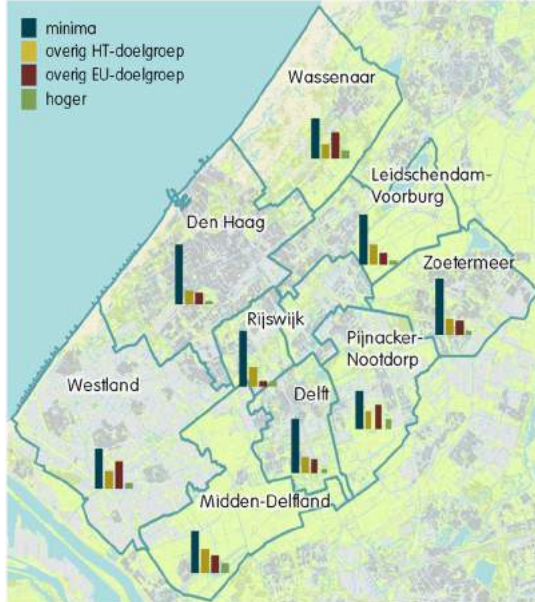 minima
overig HT-doelgroep
overig EU-doelgroep
hoger
Wassenaar
Leidschendam-
Voorburg
Den Haag
Zoetermeer
Rijswijk
Pijnacker-
Nootdorp
Westland
Delft
Midden-Delfland